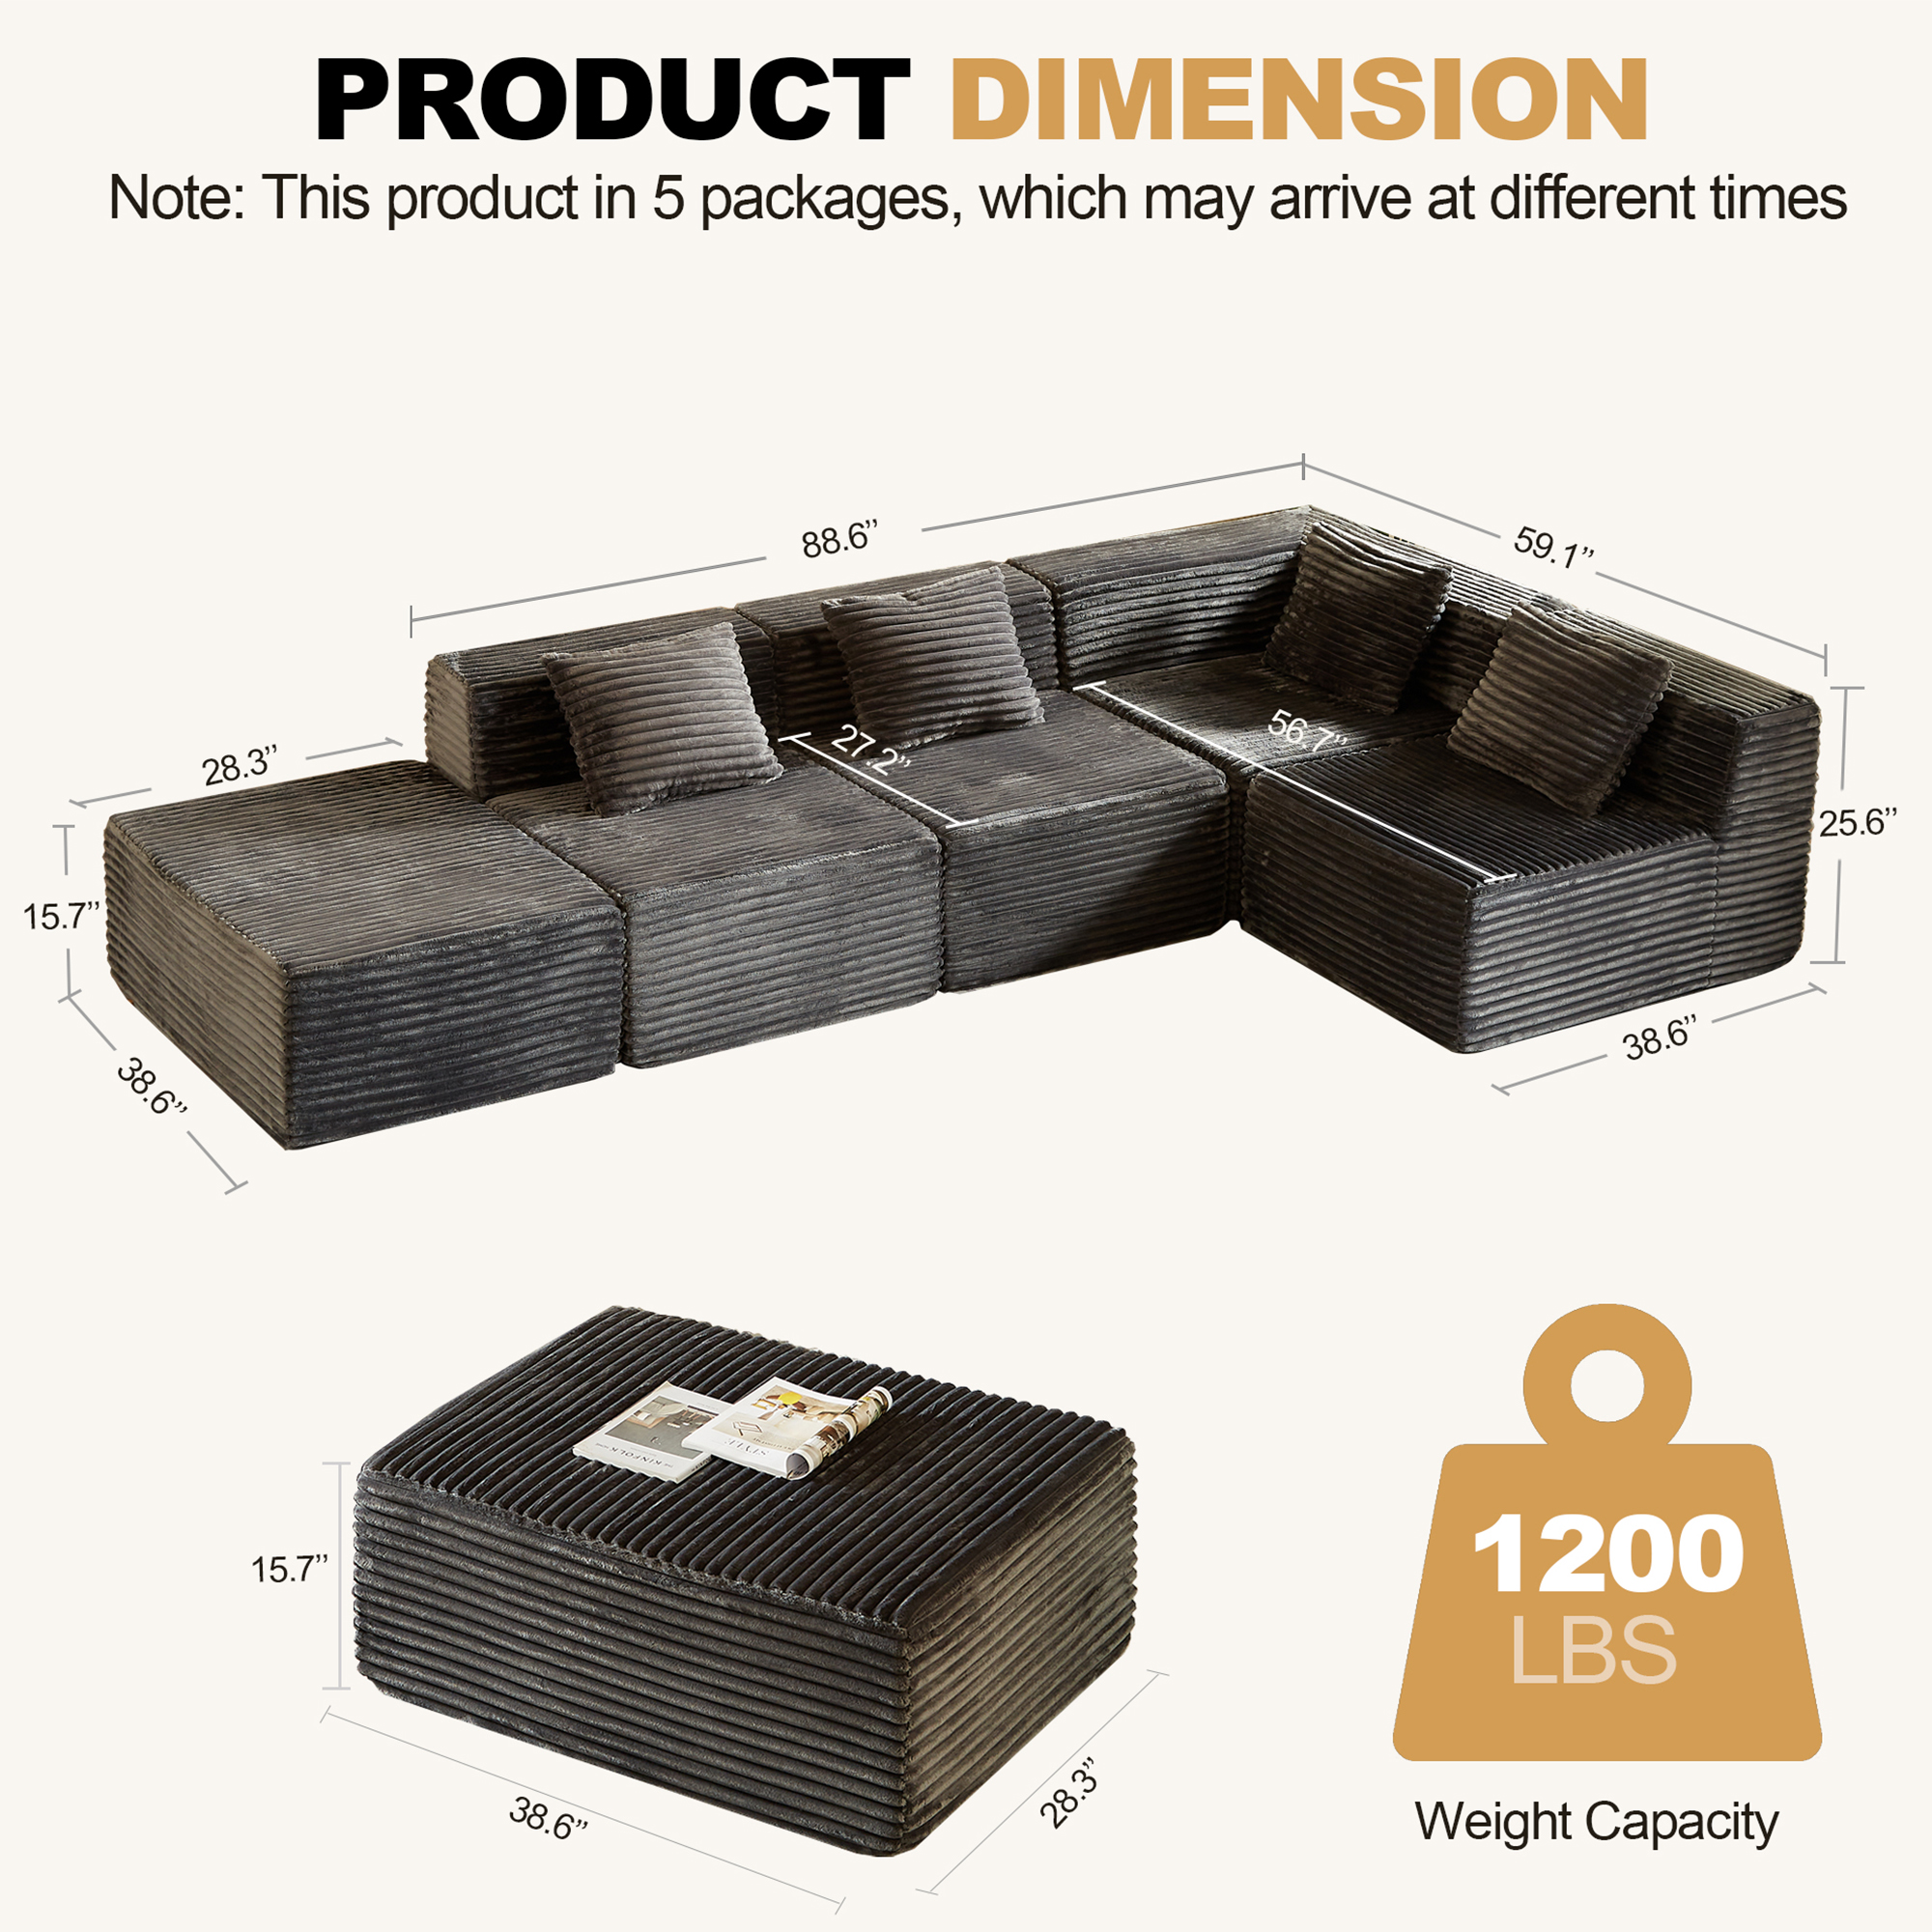 PRODUCT DIMENSION
Note: This product in 5 packages, which may arrive at different times
88.6”
59.1”
28.3”
27.2”
56.7”
25.6”
15.7”
38.6”
38.6”
KINFOLK
STYLE
15.7”
38.6”
28.3”
1200
LBS
Weight Capacity